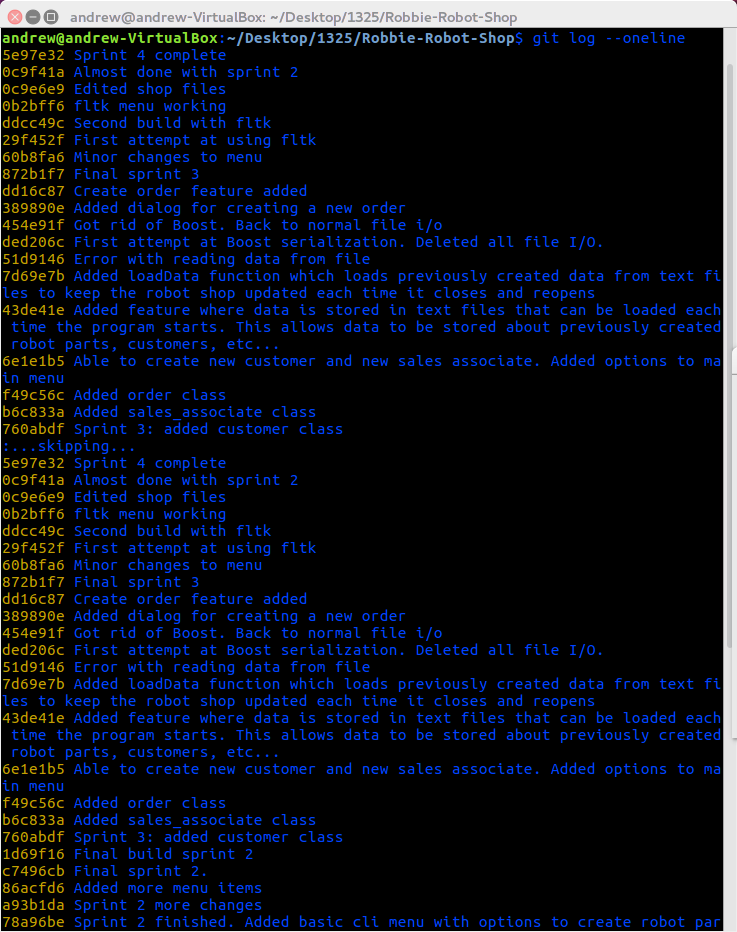 andrew@andrew-VirtualBox: ~/Desktop/1325/Robbie-Robot-Shop
andrew@andrew-VirtualBox:~/Desktop/1325/Robbie-Robot-Shop$ git log --oneline
5e97e32 Sprint 4 complete
0c9f41a Almost done with sprint 2
0c9e6e9 Edited shop files
0b2bff6 fltk menu working
ddcc49c Second build with fltk
29f452f First attempt at using fltk
60b8fa6 Minor changes to menu
872b1f7 Final sprint 3
dd16c87 Create order feature added
389890e Added dialog for creating a new order
454e91f Got rid of Boost. Back to normal file i/o
ded206c First attempt at Boost serialization. Deleted all file I/O.
51d9146 Error with reading data from file
7d69e7b Added loadData function which loads previously created data from text fi
les to keep the robot shop updated each time it closes and reopens
43de41e Added feature where data is stored in text files that can be loaded each
 time the program starts. This allows data to be stored about previously created
 robot parts, customers, etc...
6e1e1b5 Able to create new customer and new sales associate. Added options to ma
in menu
f49c56c Added order class
b6c833a Added sales_associate class
760abdf Sprint 3: added customer class
:...skipping...
5e97e32 Sprint 4 complete
0c9f41a Almost done with sprint 2
0c9e6e9 Edited shop files
0b2bff6 fltk menu working
ddcc49c Second build with fltk
29f452f First attempt at using fltk
60b8fa6 Minor changes to menu
872b1f7 Final sprint 3
dd16c87 Create order feature added
389890e Added dialog for creating a new order
454e91f Got rid of Boost. Back to normal file i/o
ded206c First attempt at Boost serialization. Deleted all file I/O.
51d9146 Error with reading data from file
7d69e7b Added loadData function which loads previously created data from text fi
les to keep the robot shop updated each time it closes and reopens
43de41e Added feature where data is stored in text files that can be loaded each
 time the program starts. This allows data to be stored about previously created
 robot parts, customers, etc...
6e1e1b5 Able to create new customer and new sales associate. Added options to ma
in menu
f49c56c Added order class
b6c833a Added sales_associate class
760abdf Sprint 3: added customer class
1d69f16 Final build sprint 2
c7496cb Final sprint 2.
86acfd6 Added more menu items
a93b1da Sprint 2 more changes
78a96be Sprint 2 finished. Added basic cli menu with options to create robot par